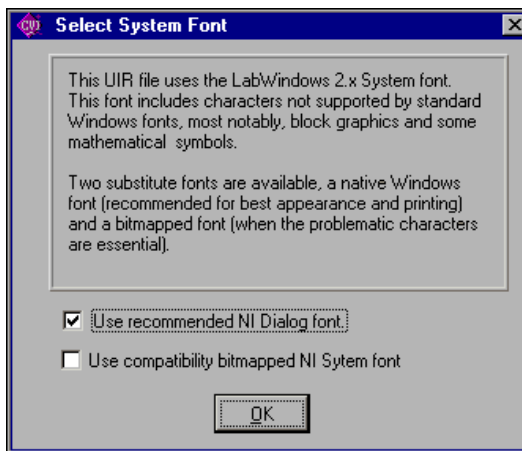 CVI Select System Font
This UIR file uses the LabWindows 2.x System font.
This font includes characters not supported by standard
Windows fonts, most notably, block graphics and some
mathematical symbols.
Two substitute fonts are available, a native Windows
font (recommended for best appearance and printing)
and a bitmapped font (when the problematic characters
are essential).
Use recommended NI Dialog font.
Use compatibility bitmapped NI Sytem font
OK